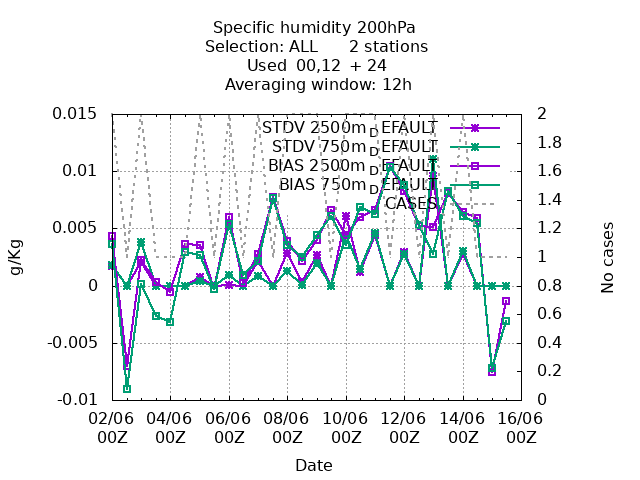 Specific humidity 200hPa
Selection: ALL 2 stations
Used 00,12 + 24
Averaging window: 12h
STDV 2500m_DEFAULT
STDV 750m_DEFAULT
BIAS 2500m_DEFAULT
BIAS 750m_DEFAULT
CASES
0.015
0.01
0.005
0
-0.005
-0.01
g/Kg
2
1.8
1.6
1.4
1.2
1
0.8
0.6
0.4
0.2
0
No cases
02/06 04/06 06/06 08/06 10/06 12/06 14/06 16/06
00Z 00Z 00Z 00Z 00Z 00Z 00Z 00Z
Date